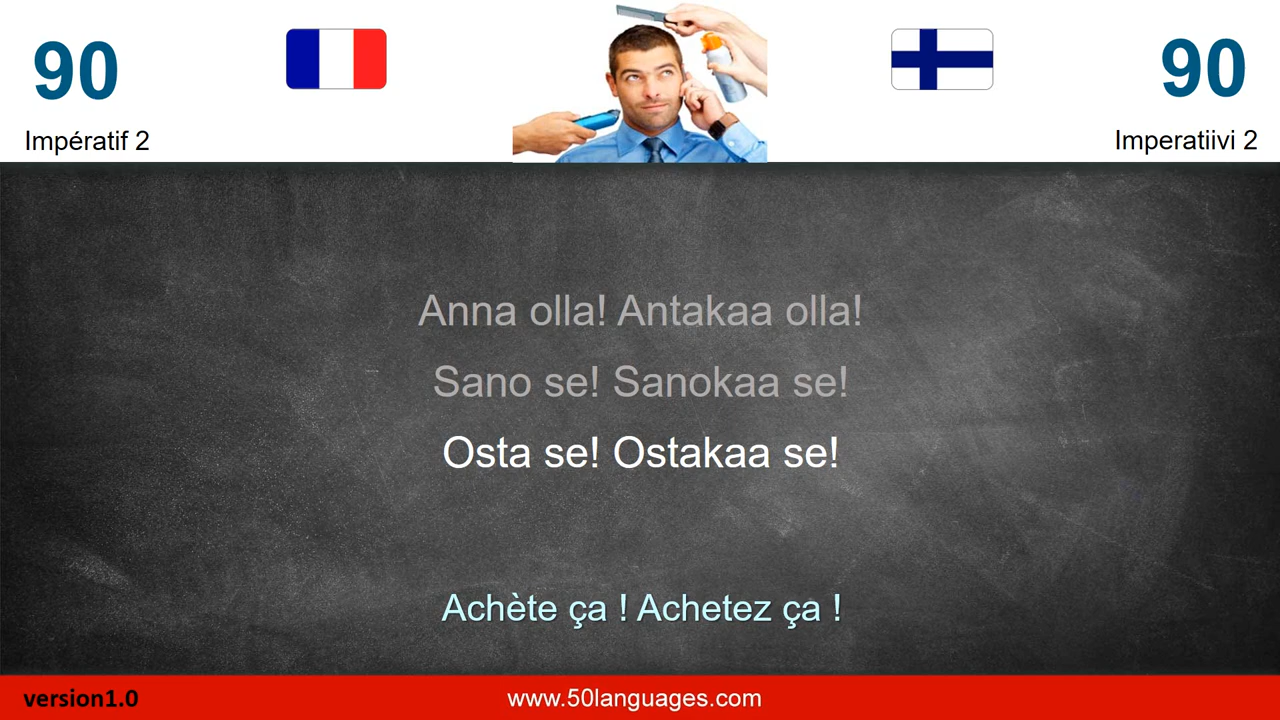 90
90
Impératif 2
Imperatiivi 2
Anna olla! Antakaa olla!
Sano se! Sanokaa se!
Osta se! Ostakaa se!
Achète ça ! Achetez ça !
version1.0
www.50languages.com